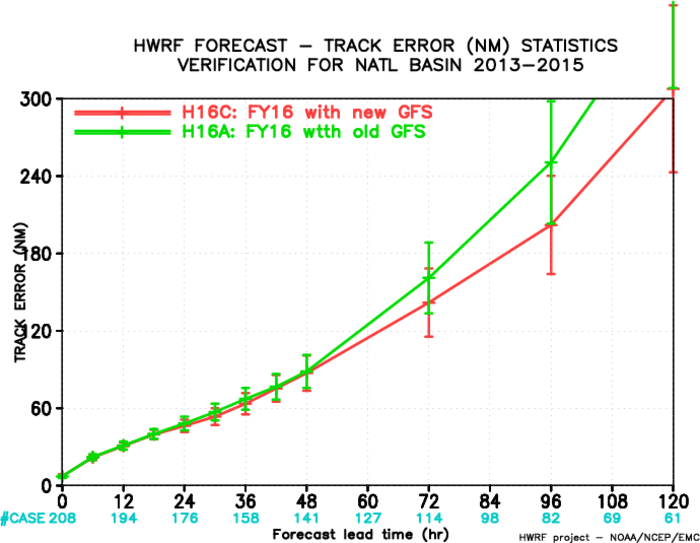 HWRF FORECAST – TRACK ERROR (NM) STATISTICS
VERIFICATION FOR NATL BASIN 2013–2015
H16C: FY16 with new GFS
H16A: FY16 wtth old GFS
TRACK ERROR (NM)
300
240
180
120
60
0
0 12 24 36 48 60 72 84 96 108 120
#CASE 208 194 176 158 141 127 114 98 82 69 61
Forecast lead time (hr)
HWRF project – NOAA/NCEP/EMC